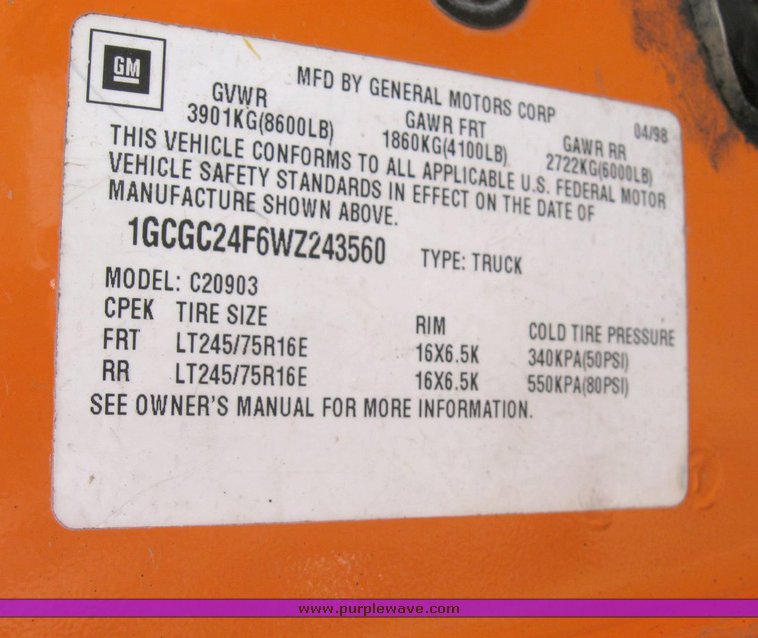 GM
MFD BY GENERAL MOTORS CORP 04/98
GVWR GAWR FRT GAWR RR
3901KG(8600LB) 1860KG(4100LB) 2722KG(6000LB)
THIS VEHICLE CONFORMS TO ALL APPLICABLE U.S. FEDERAL MOTOR
VEHICLE SAFETY STANDARDS IN EFFECT ON THE DATE OF
MANUFACTURE SHOWN ABOVE.
1GCGC24F6WZ243560 TYPE: TRUCK
MODEL: C20903
CPEK TIRE SIZE RIM COLD TIRE PRESSURE
FRT LT245/75R16E 16X6.5K 340KPA(50PSI)
RR LT245/75R16E 16X6.5K 550KPA(80PSI)
SEE OWNER'S MANUAL FOR MORE INFORMATION.
www.purplewave.com